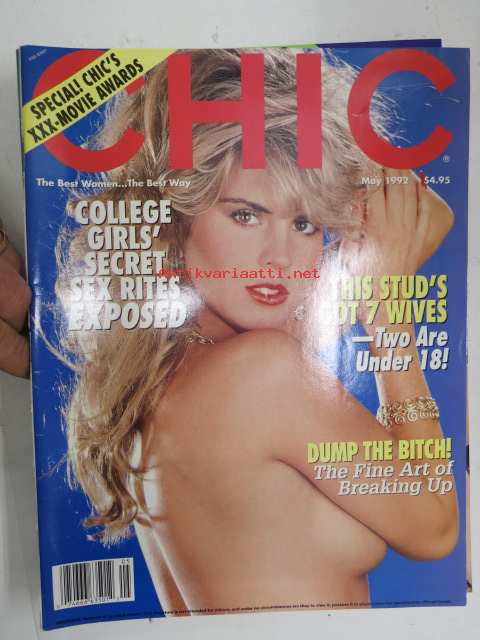 SPECIAL! CHIC'S
XXX-MOVIE AWARDS
CHIC
®
The Best Women...The Best Way
May 1992
$4.95
COLLEGE
GIRLS'
SECRET
SEX RITES
EXPOSED
antikvariaatti.net
THIS STUD'S
GOT 7 WIVES
—Two Are
Under 18!
DUMP THE BITCH!
The Fine Art of
Breaking Up
05